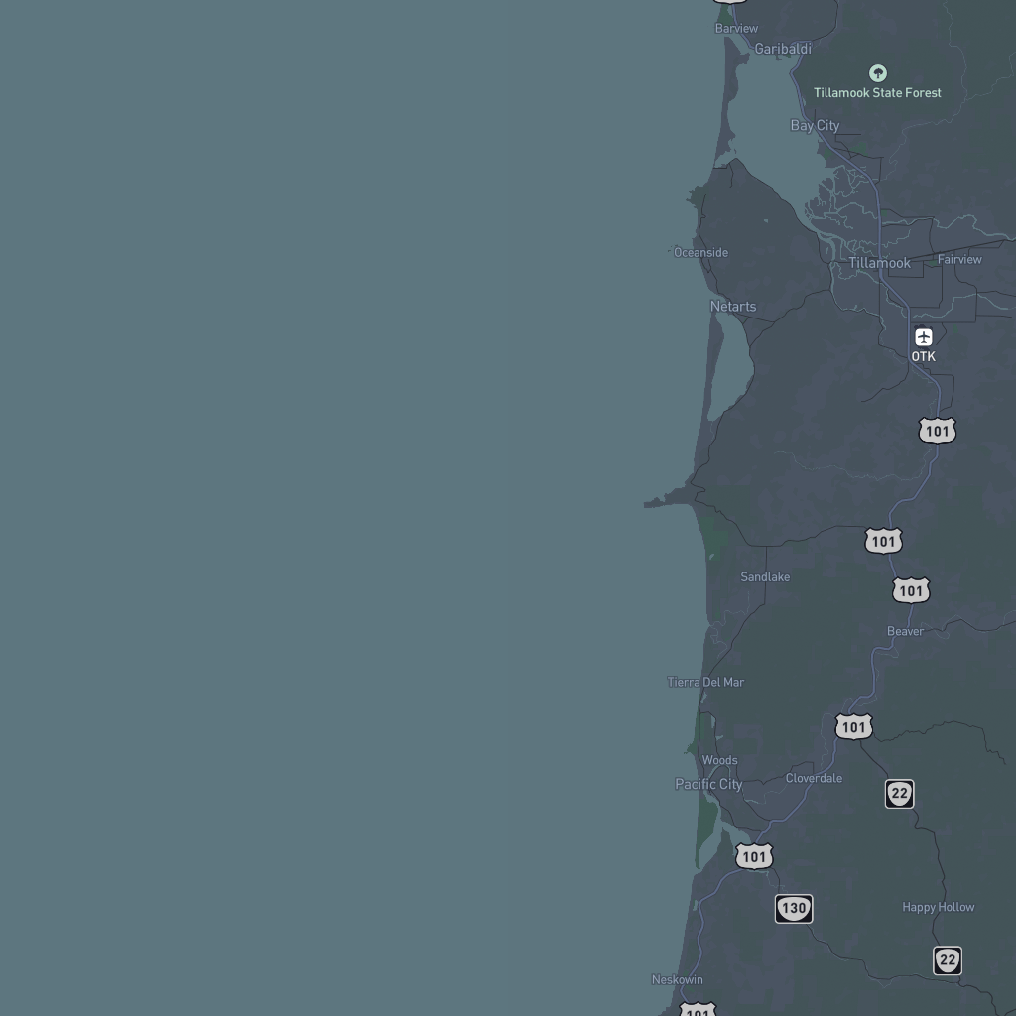 Barview
Garibaldi
Tillamook State Forest
Bay City
Oceanside
Tillamook
Fairview
Netarts
OTK
101
101
Sandlake
101
Beaver
Tierra Del Mar
101
Woods
Cloverdale
Pacific City
22
101
130
Happy Hollow
22
Neskowin
101